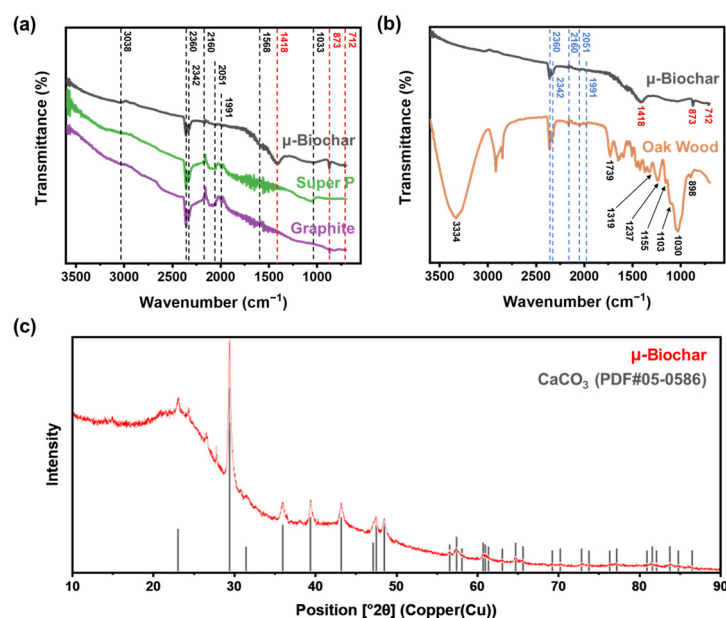 (a)
3038
2360
2342
2160
2051
1991
1568
1418
1033
873
712
Transmittance (%)
μ-Biochar
Super P
Graphite
3500 3000 2500 2000 1500 1000
Wavenumber (cm⁻¹)
(b)
2360
2342
2160
2051
1991
Transmittance (%)
μ-Biochar
1418
873
712
Oak Wood
3334
1739
1319
1237
1155
1103
1030
898
3500 3000 2500 2000 1500 1000
Wavenumber (cm⁻¹)
(c)
μ-Biochar
CaCO₃ (PDF#05-0586)
Intensity
10 20 30 40 50 60 70 80 90
Position [°2θ] (Copper(Cu))